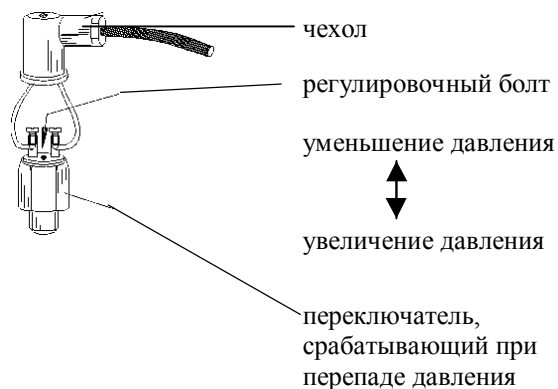 чехол
регулировочный болт
уменьшение давления
увеличение давления
переключатель,
срабатывающий при
перепаде давления